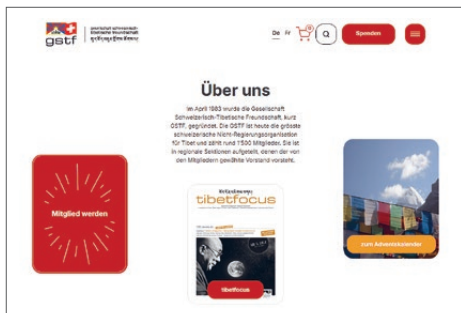 gstf
gesellschaft schweizerisch-
tibetische freundschaft
De Fr
Spenden
Über uns
Im April 1983 wurde die Gesellschaft
Schweizerisch-Tibetische Freundschaft, kurz
GSTF, gegründet. Die GSTF ist heute die grösste
schweizerische Nicht-Regierungsorganisation
für Tibet und zählt rund 1'500 Mitglieder. Sie ist
in regionale Sektionen aufgeteilt, denen der von
den Mitgliedern gewählte Vorstand vorsteht.
Mitglied werden
tibetfocus
tibetfocus
zum Adventskalender